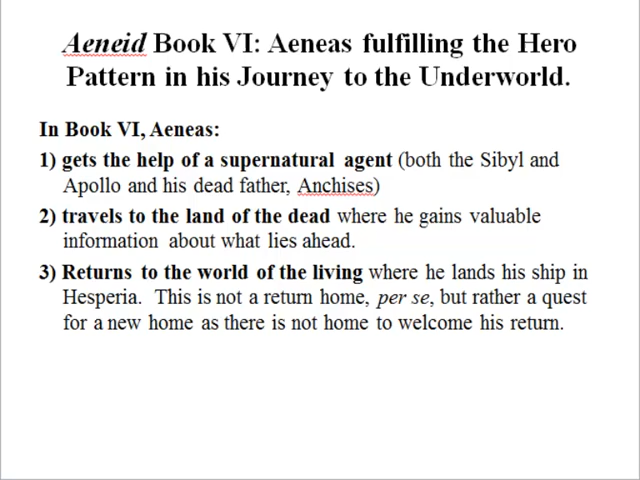 Aeneid Book VI: Aeneas fulfilling the Hero
Pattern in his Journey to the Underworld.
In Book VI, Aeneas:
1) gets the help of a supernatural agent (both the Sibyl and
Apollo and his dead father, Anchises)
2) travels to the land of the dead where he gains valuable
information about what lies ahead.
3) Returns to the world of the living where he lands his ship in
Hesperia. This is not a return home, per se, but rather a quest
for a new home as there is not home to welcome his return.